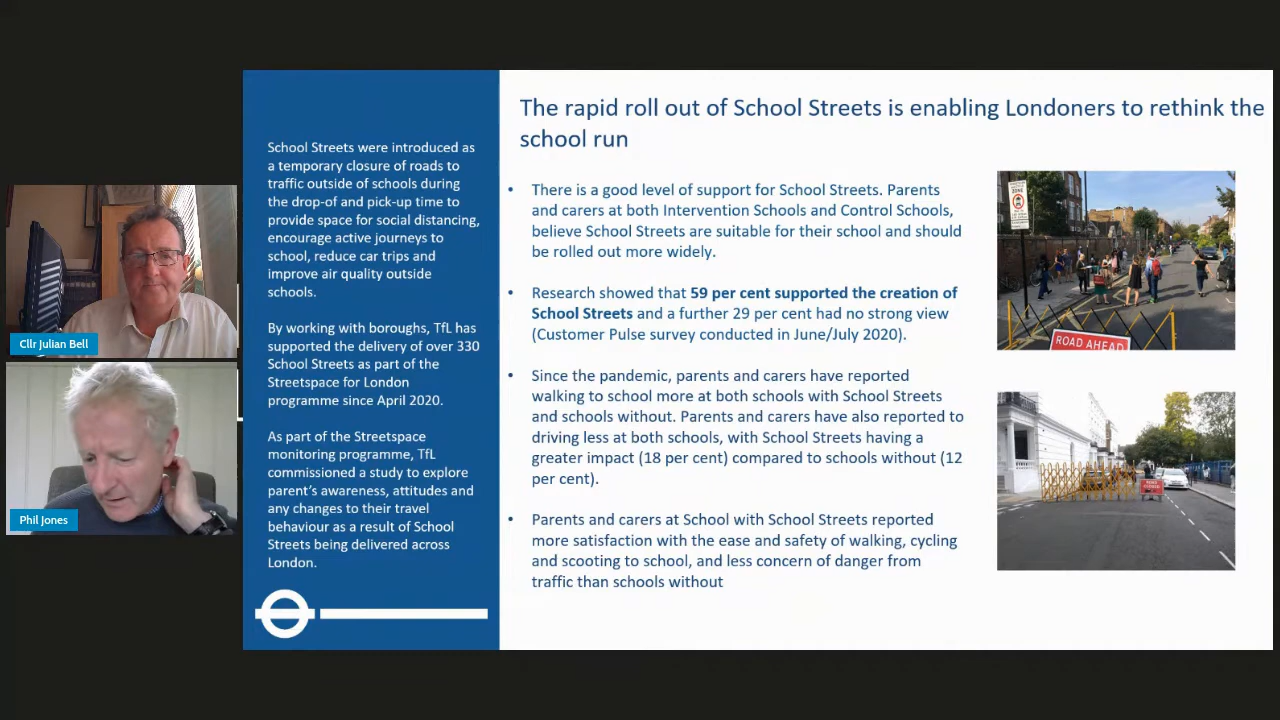 Cllr Julian Bell
Phil Jones
School Streets were introduced as
a temporary closure of roads to
traffic outside of schools during
the drop-of and pick-up time to
provide space for social distancing,
encourage active journeys to
school, reduce car trips and
improve air quality outside
schools.
By working with boroughs, TfL has
supported the delivery of over 330
School Streets as part of the
Streetspace for London
programme since April 2020.
As part of the Streetspace
monitoring programme, TfL
commissioned a study to explore
parent's awareness, attitudes and
any changes to their travel
behaviour as a result of School
Streets being delivered across
London.
The rapid roll out of School Streets is enabling Londoners to rethink the
school run
• There is a good level of support for School Streets. Parents
and carers at both Intervention Schools and Control Schools,
believe School Streets are suitable for their school and should
be rolled out more widely.
• Research showed that 59 per cent supported the creation of
School Streets and a further 29 per cent had no strong view
(Customer Pulse survey conducted in June/July 2020).
• Since the pandemic, parents and carers have reported
walking to school more at both schools with School Streets
and schools without. Parents and carers have also reported to
driving less at both schools, with School Streets having a
greater impact (18 per cent) compared to schools without (12
per cent).
• Parents and carers at School with School Streets reported
more satisfaction with the ease and safety of walking, cycling
and scooting to school, and less concern of danger from
traffic than schools without
ZONE
ROAD AHEAD